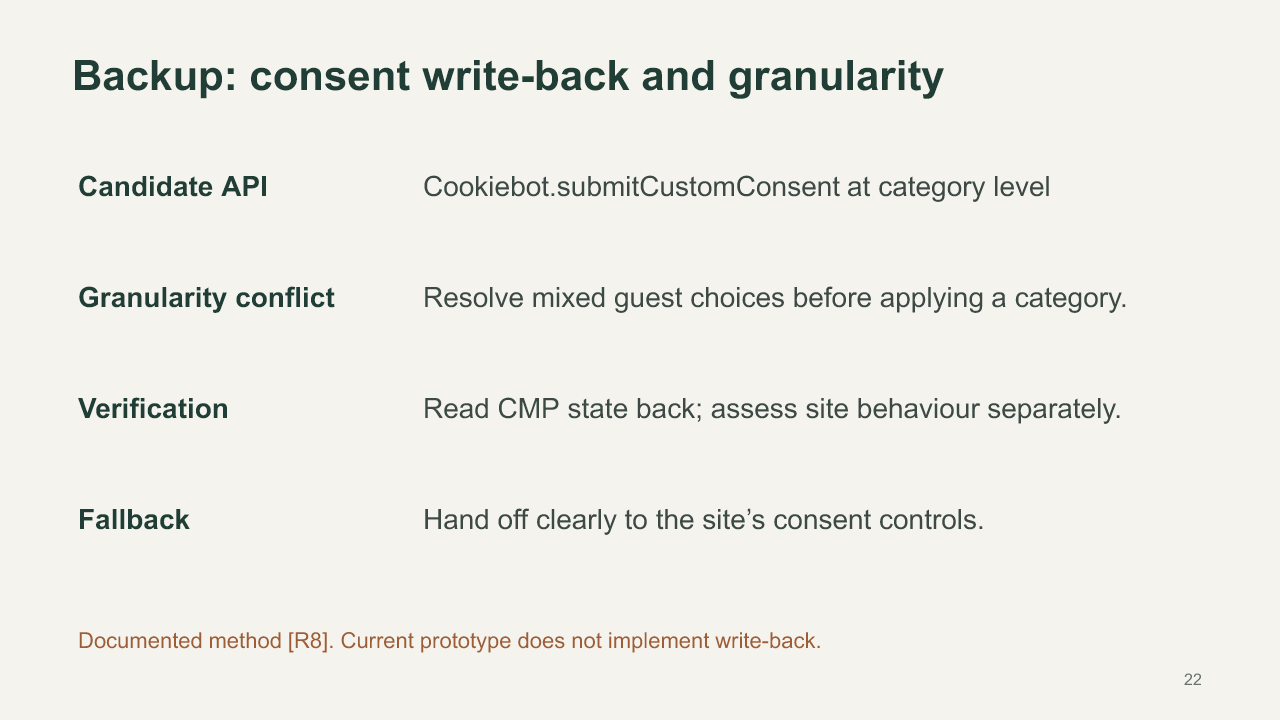 Backup: consent write-back and granularity
Candidate API
Cookiebot.submitCustomConsent at category level
Granularity conflict
Resolve mixed guest choices before applying a category.
Verification
Read CMP state back; assess site behaviour separately.
Fallback
Hand off clearly to the site’s consent controls.
Documented method [R8]. Current prototype does not implement write-back.
22